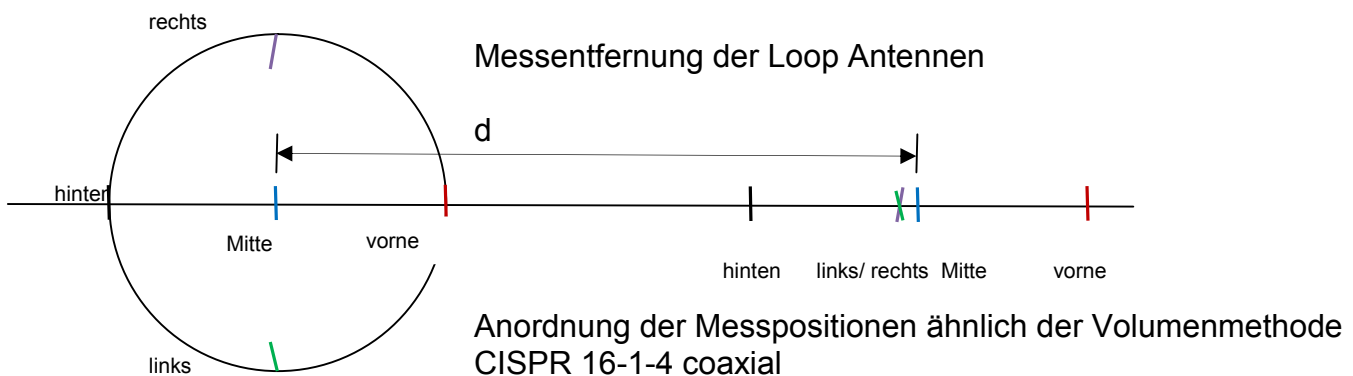 rechts
Messentfernung der Loop Antennen
d
hinten
Mitte
vorne
hinten
links/ rechts
Mitte
vorne
Anordnung der Messpositionen ähnlich der Volumenmethode
CISPR 16-1-4 coaxial
links